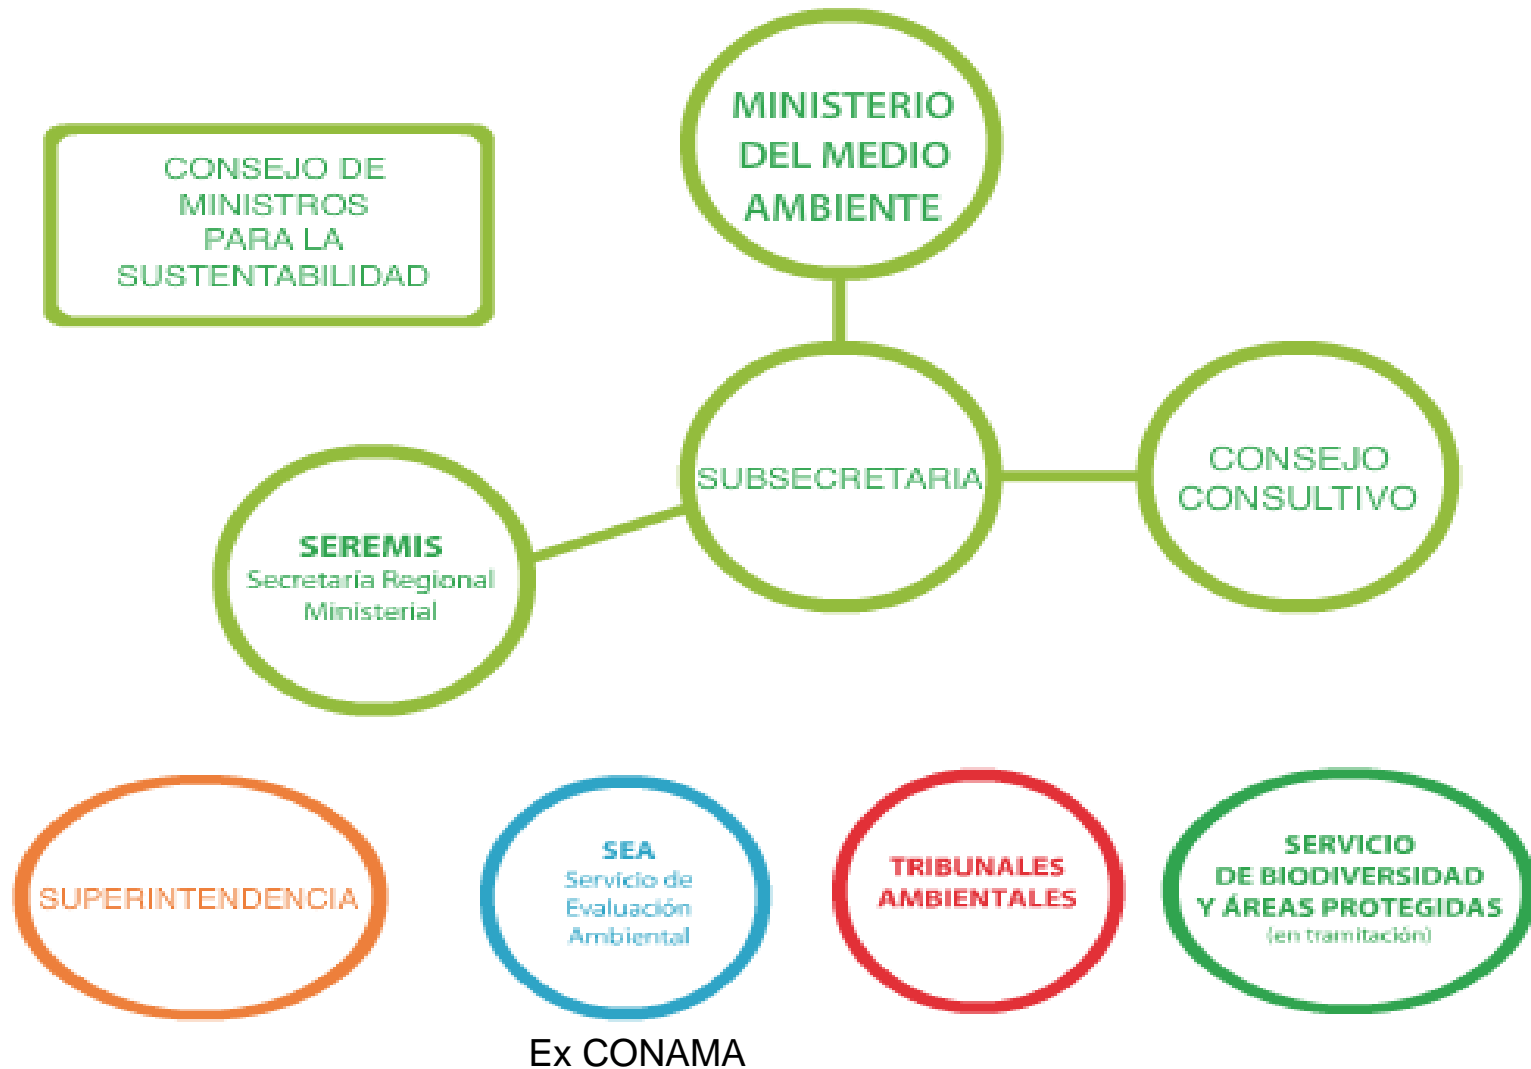 MINISTERIO
DEL MEDIO
AMBIENTE
CONSEJO DE
MINISTROS
PARA LA
SUSTENTABILIDAD
SUBSECRETARIA
CONSEJO
CONSULTIVO
SEREMIS
Secretaría Regional
Ministerial
SUPERINTENDENCIA
SEA
Servicio de
Evaluación
Ambiental
TRIBUNALES
AMBIENTALES
SERVICIO
DE BIODIVERSIDAD
Y ÁREAS PROTEGIDAS
(en tramitación)
Ex CONAMA